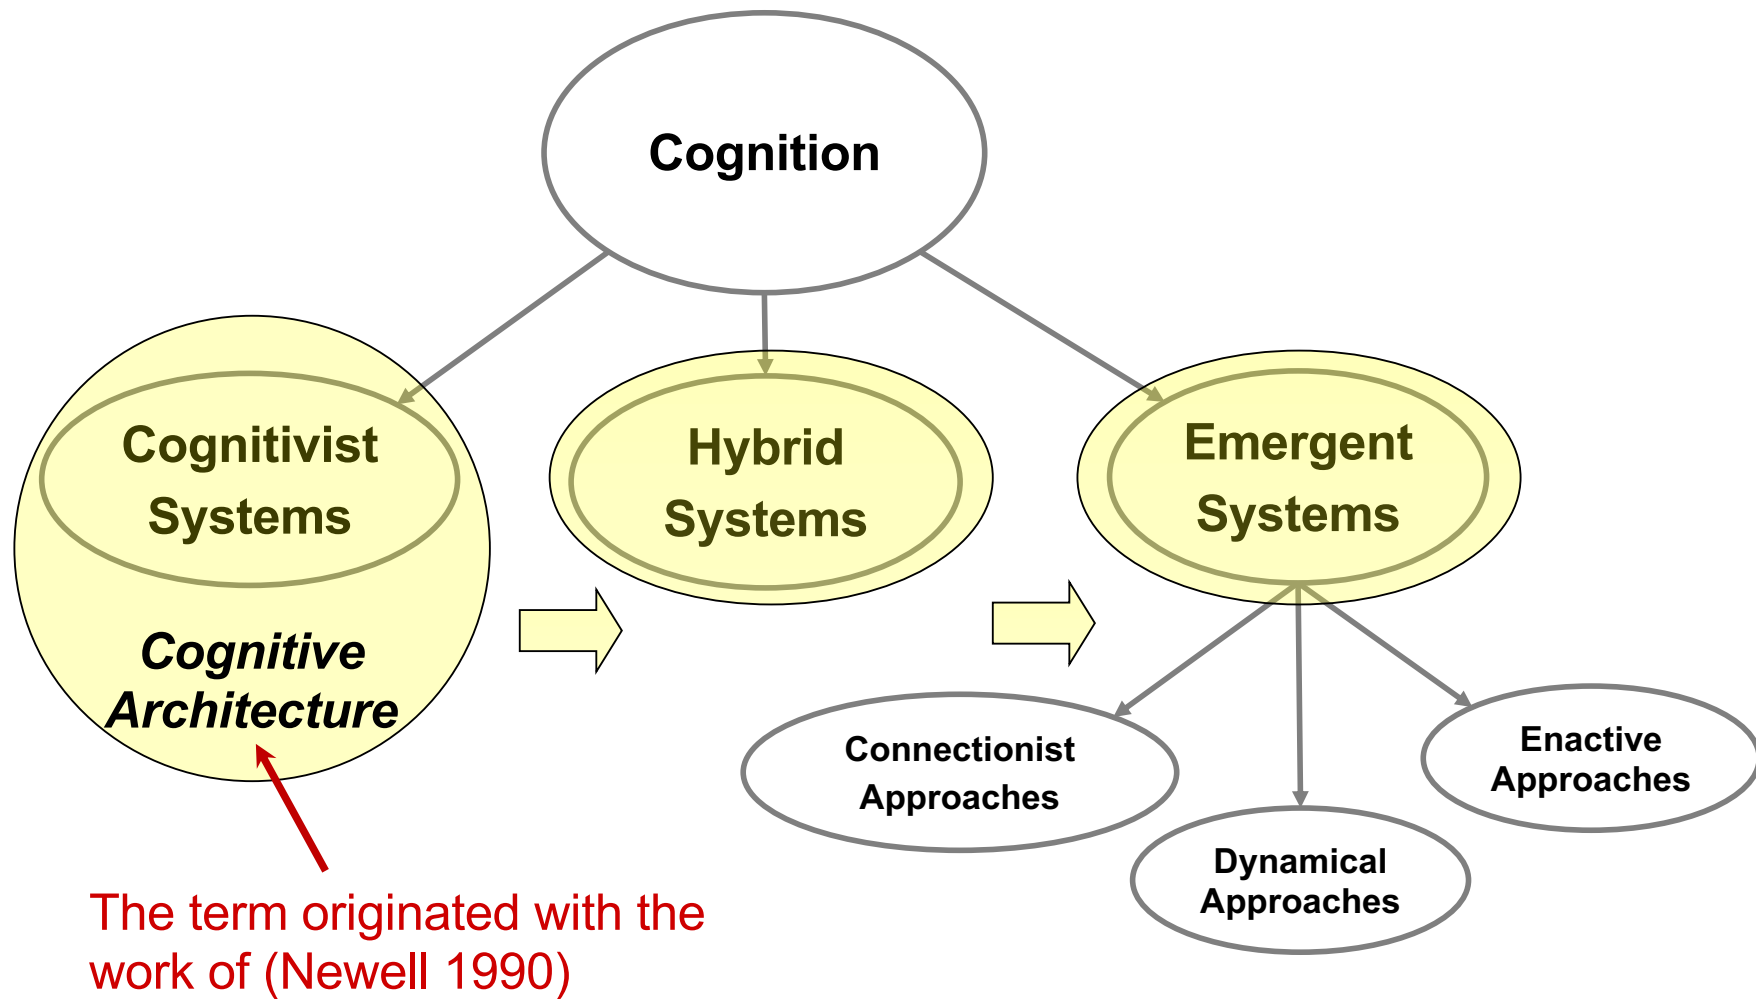 Cognition
Cognitivist
Systems
Hybrid
Systems
Emergent
Systems
Cognitive
Architecture
Connectionist
Approaches
Dynamical
Approaches
Enactive
Approaches
The term originated with the
work of (Newell 1990)